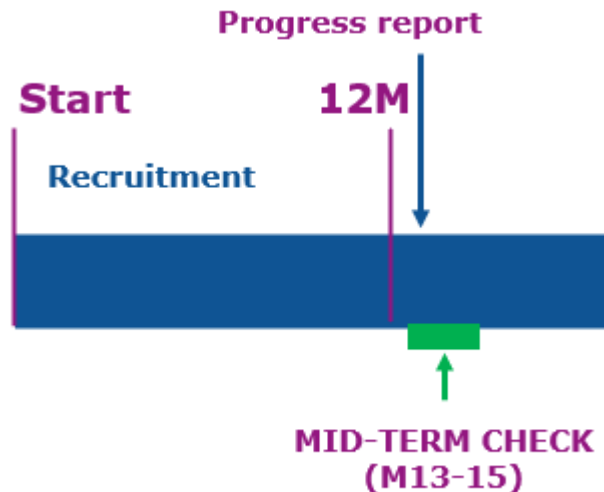 Progress report
Start
12M
Recruitment
MID-TERM CHECK
(M13-15)